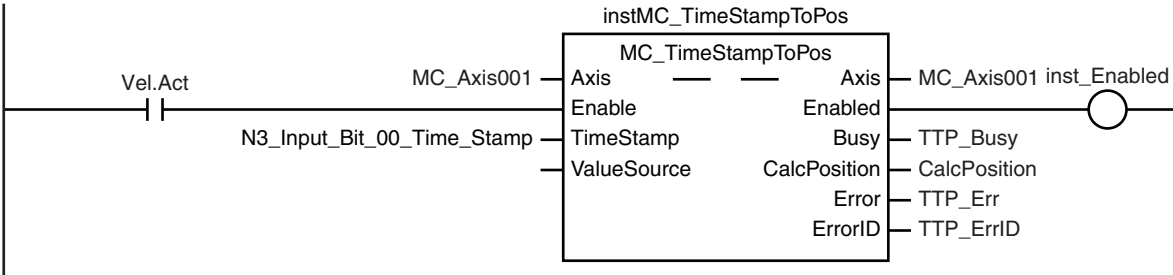 instMC_TimeStampToPos
MC_TimeStampToPos
Vel.Act
MC_Axis001 Axis Axis MC_Axis001 inst_Enabled
Enable Enabled
N3_Input_Bit_00_Time_Stamp TimeStamp Busy TTP_Busy
ValueSource CalcPosition CalcPosition
Error TTP_Err
ErrorID TTP_ErrID